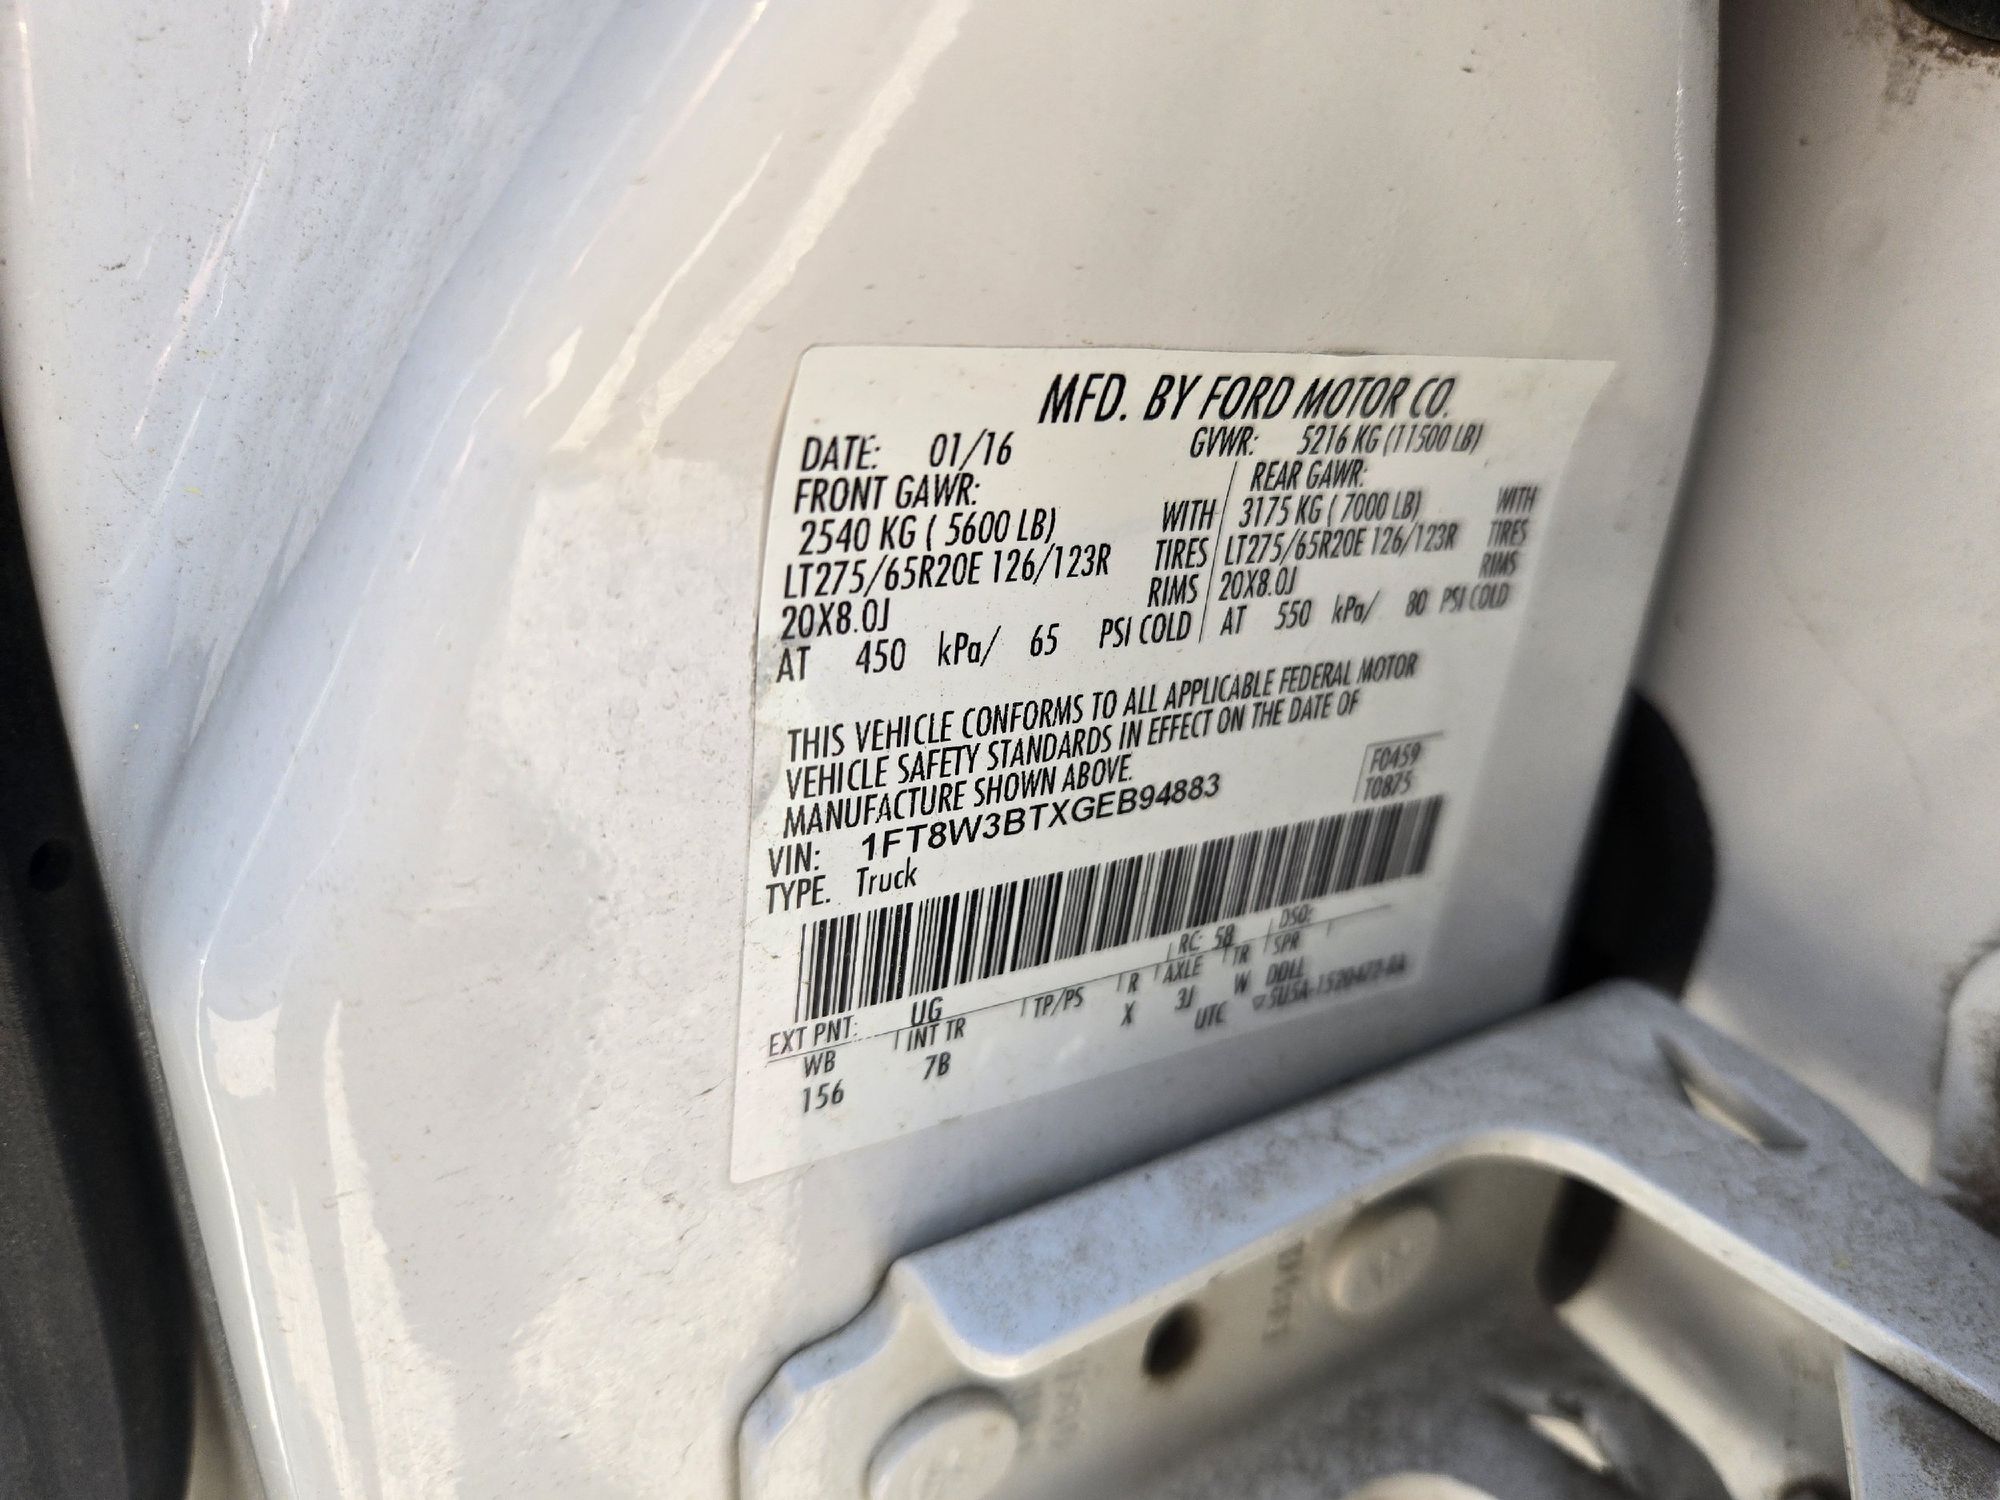 MFD. BY FORD MOTOR CO.
DATE: 01/16 GVWR: 5216 KG (11500 LB)
FRONT GAWR: REAR GAWR:
2540 KG ( 5600 LB) WITH 3175 KG ( 7000 LB) WITH
LT275/65R20E 126/123R TIRES LT275/65R20E 126/123R TIRES
20X8.0J RIMS 20X8.0J RIMS
AT 450 kPa/ 65 PSI COLD AT 550 kPa/ 80 PSI COLD
THIS VEHICLE CONFORMS TO ALL APPLICABLE FEDERAL MOTOR
VEHICLE SAFETY STANDARDS IN EFFECT ON THE DATE OF
MANUFACTURE SHOWN ABOVE.
F0459
VIN: 1FT8W3BTXGEB94883 T0875
TYPE. Truck
EXT PNT: UG RC: 58 DSO:
WB INT TR TP/PS R AXLE TR SPR
156 7B X 3J W DDLL
UTC